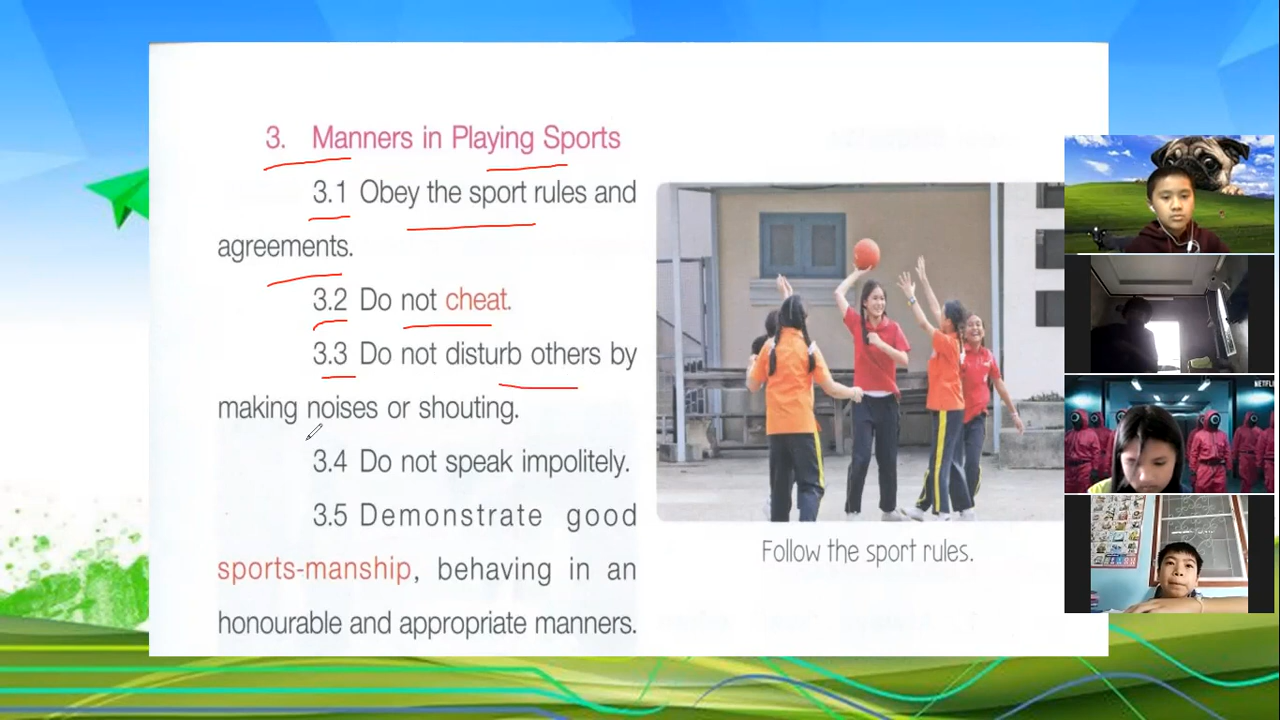 3. Manners in Playing Sports
3.1 Obey the sport rules and
agreements.
3.2 Do not cheat.
3.3 Do not disturb others by
making noises or shouting.
3.4 Do not speak impolitely.
3.5 Demonstrate good
sports-manship, behaving in an
honourable and appropriate manners.
Follow the sport rules.
NETFLI